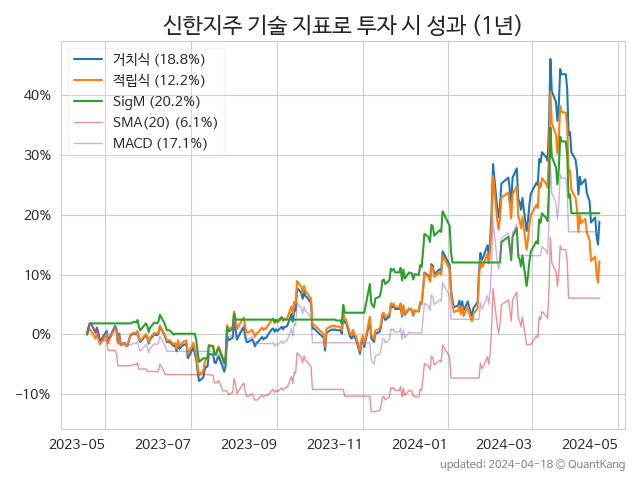 신한지주 기술 지표로 투자 시 성과 (1년)
거치식 (18.8%)
적립식 (12.2%)
SigM (20.2%)
SMA(20) (6.1%)
MACD (17.1%)
40%
30%
20%
10%
0%
−10%
2023-05 2023-07 2023-09 2023-11 2024-01 2024-03 2024-05
updated: 2024-04-18 © QuantKang